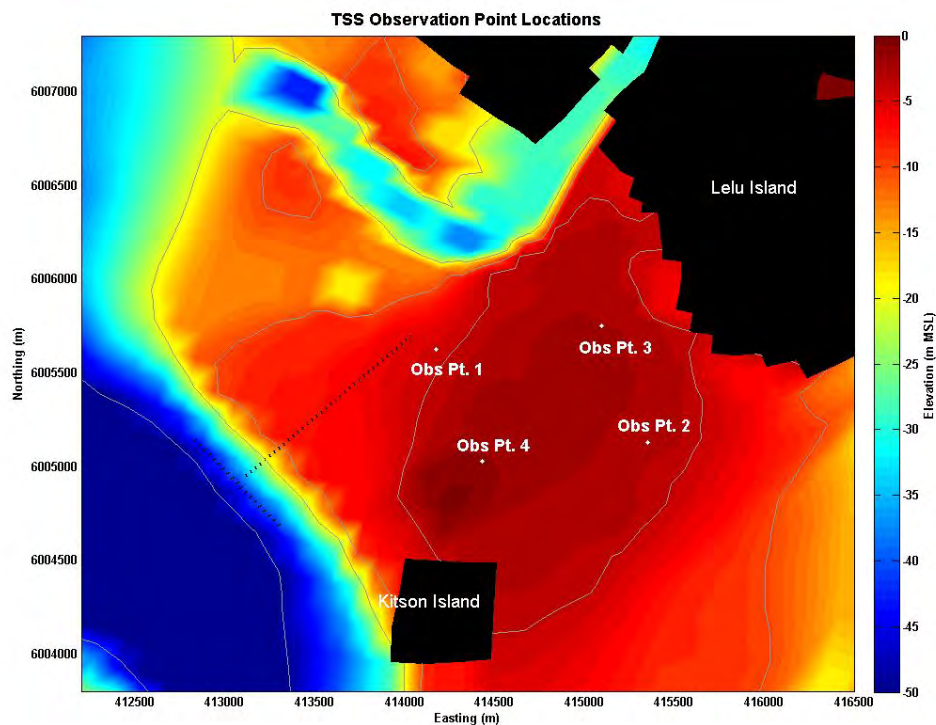 TSS Observation Point Locations
6007000
6006500
6006000
6005500
6005000
6004500
6004000
Northing (m)
Lelu Island
Obs Pt. 1
Obs Pt. 3
Obs Pt. 2
Obs Pt. 4
Kitson Island
412500 413000 413500 414000 414500 415000 415500 416000 416500
Easting (m)
0
-5
-10
-15
-20
-25
-30
-35
-40
-45
-50
Elevation (m MSL)